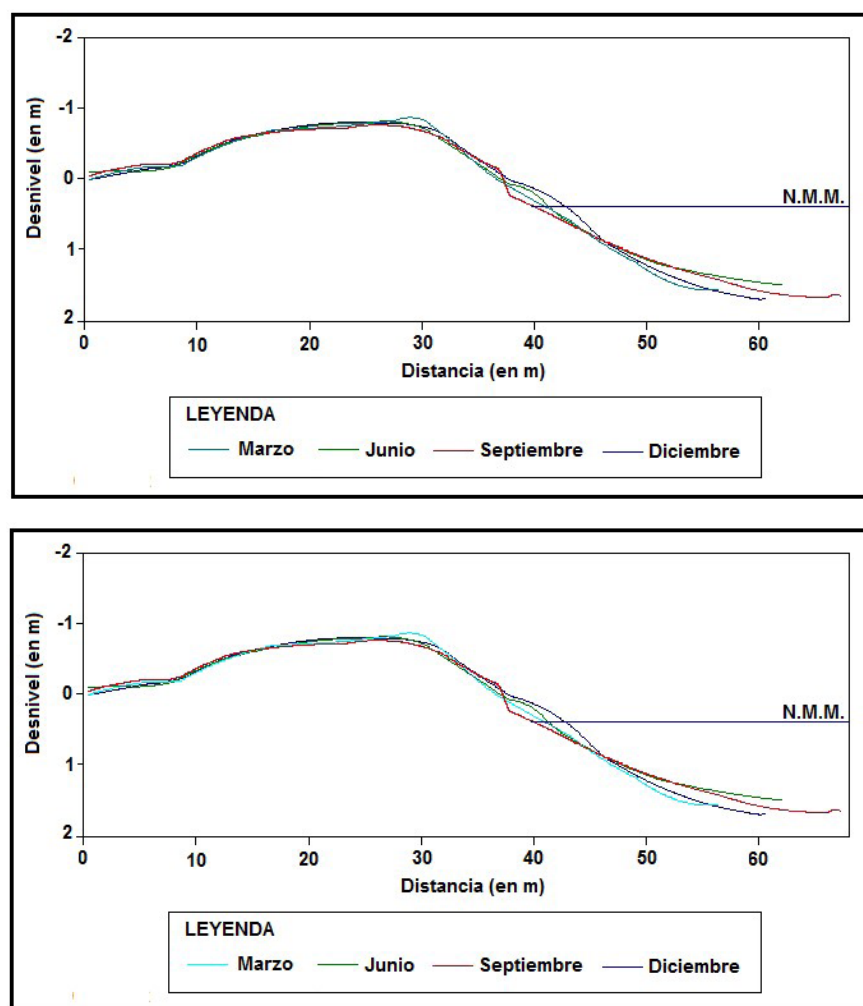 -2
-1
0
1
2
Desnivel (en m)
N.M.M.
0 10 20 30 40 50 60
Distancia (en m)
LEYENDA
Marzo Junio Septiembre Diciembre
-2
-1
0
1
2
Desnivel (en m)
N.M.M.
0 10 20 30 40 50 60
Distancia (en m)
LEYENDA
Marzo Junio Septiembre Diciembre